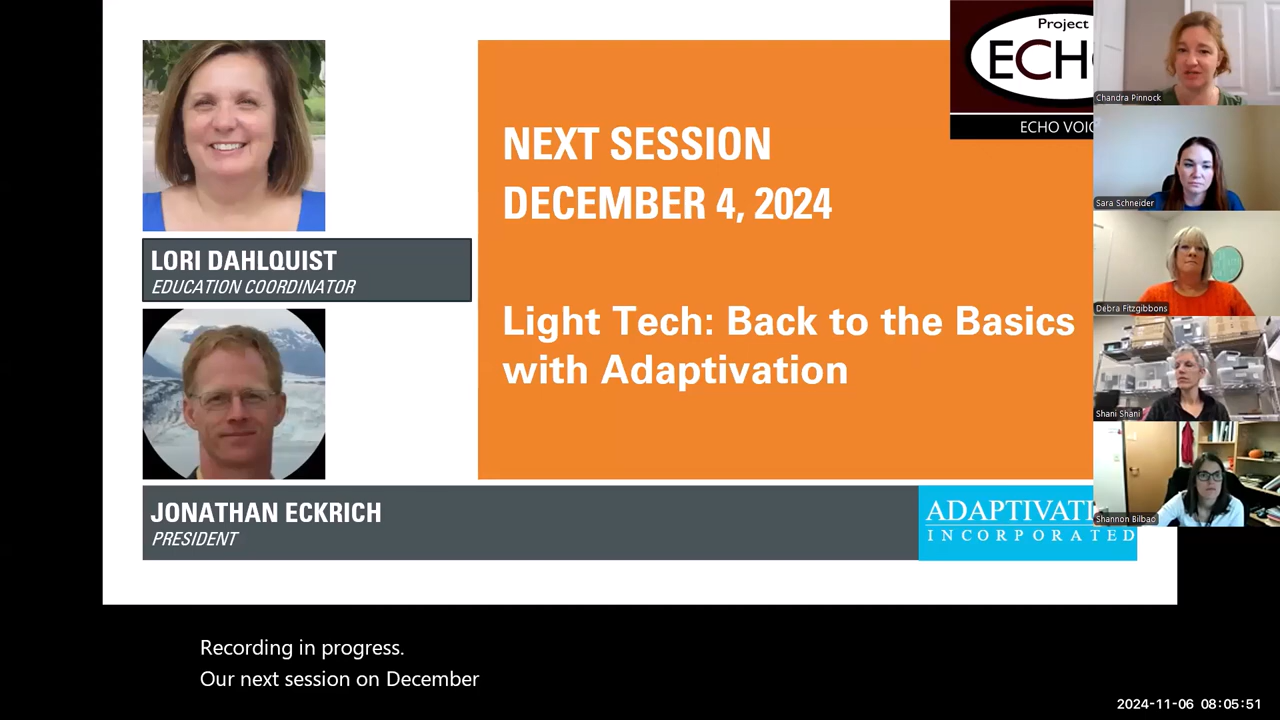 Project
ECHO
ECHO VOIC
NEXT SESSION
DECEMBER 4, 2024
Light Tech: Back to the Basics
with Adaptivation
LORI DAHLQUIST
EDUCATION COORDINATOR
JONATHAN ECKRICH
PRESIDENT
ADAPTIVATI
INCORPORATED
Chandra Pinnock
Sara Schneider
Debra Fitzgibbons
Shani Shani
Shannon Bilbao
Recording in progress.
Our next session on December
2024-11-06 08:05:51